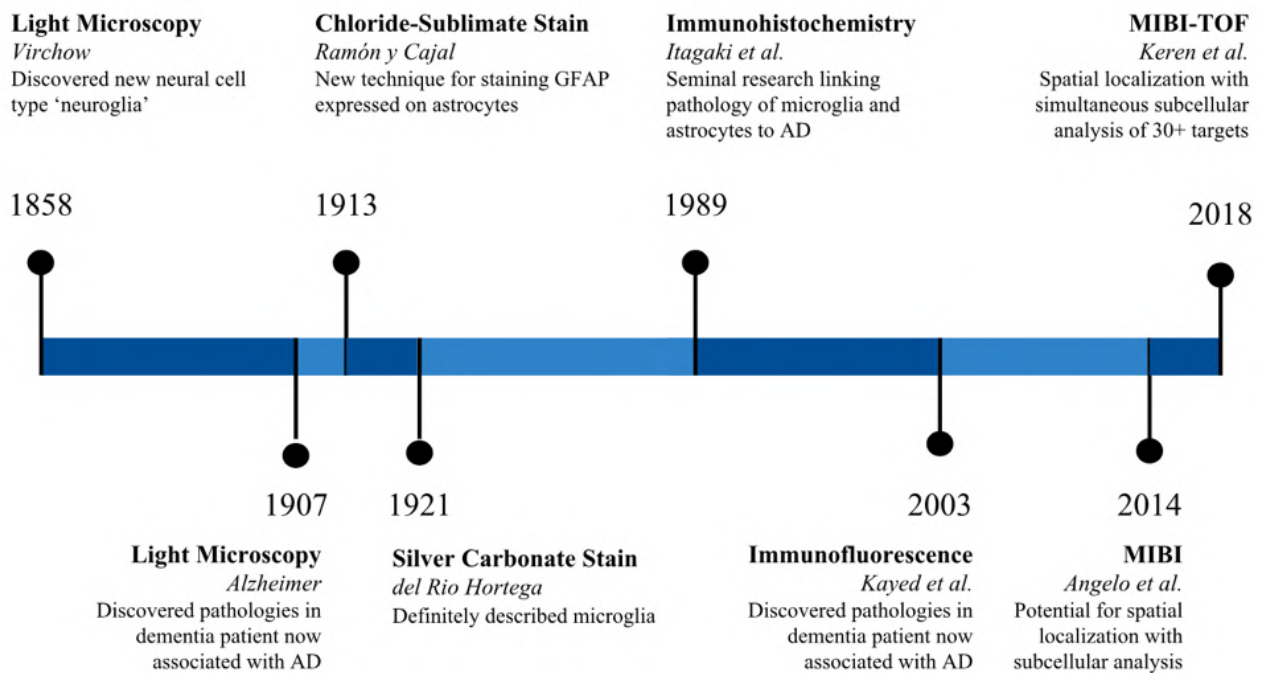 Light Microscopy
Virchow
Discovered new neural cell
type ‘neuroglia’
Chloride-Sublimate Stain
Ramón y Cajal
New technique for staining GFAP
expressed on astrocytes
Immunohistochemistry
Itagaki et al.
Seminal research linking
pathology of microglia and
astrocytes to AD
MIBI-TOF
Keren et al.
Spatial localization with
simultaneous subcellular
analysis of 30+ targets
1858
1913
1989
2018
1907
1921
2003
2014
Light Microscopy
Alzheimer
Discovered pathologies in
dementia patient now
associated with AD
Silver Carbonate Stain
del Rio Hortega
Definitely described microglia
Immunofluorescence
Kayed et al.
Discovered pathologies in
dementia patient now
associated with AD
MIBI
Angelo et al.
Potential for spatial
localization with
subcellular analysis